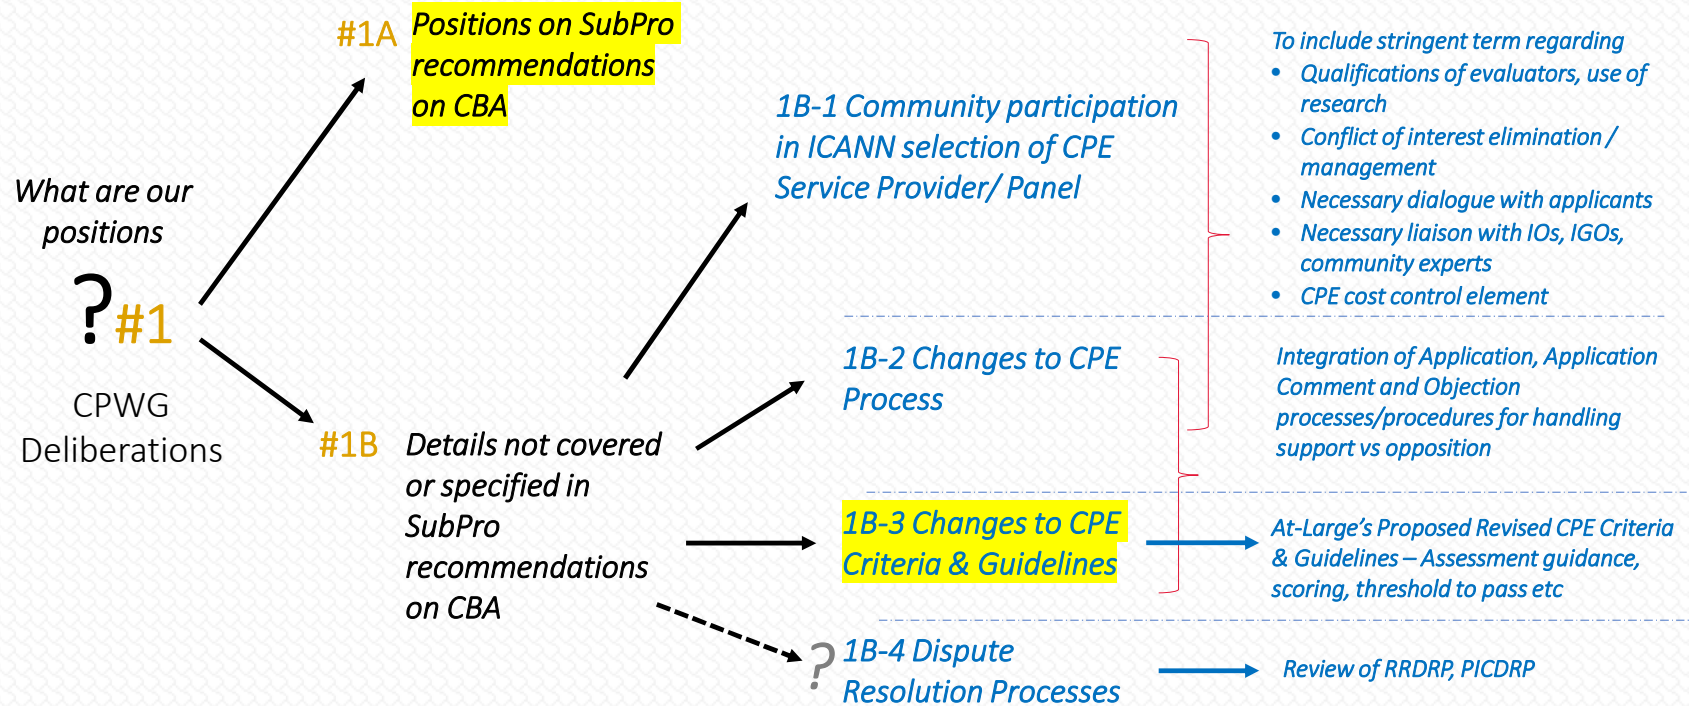 What are our
positions
?#1
CPWG
Deliberations
#1A
Positions on SubPro
recommendations
on CBA
#1B
Details not covered
or specified in
SubPro
recommendations
on CBA
1B-1 Community participation
in ICANN selection of CPE
Service Provider/ Panel
To include stringent term regarding
• Qualifications of evaluators, use of
research
• Conflict of interest elimination /
management
• Necessary dialogue with applicants
• Necessary liaison with IOs, IGOs,
community experts
• CPE cost control element
1B-2 Changes to CPE
Process
Integration of Application, Application
Comment and Objection
processes/procedures for handling
support vs opposition
1B-3 Changes to CPE
Criteria & Guidelines
At-Large’s Proposed Revised CPE Criteria
& Guidelines – Assessment guidance,
scoring, threshold to pass etc
?
1B-4 Dispute
Resolution Processes
Review of RRDRP, PICDRP